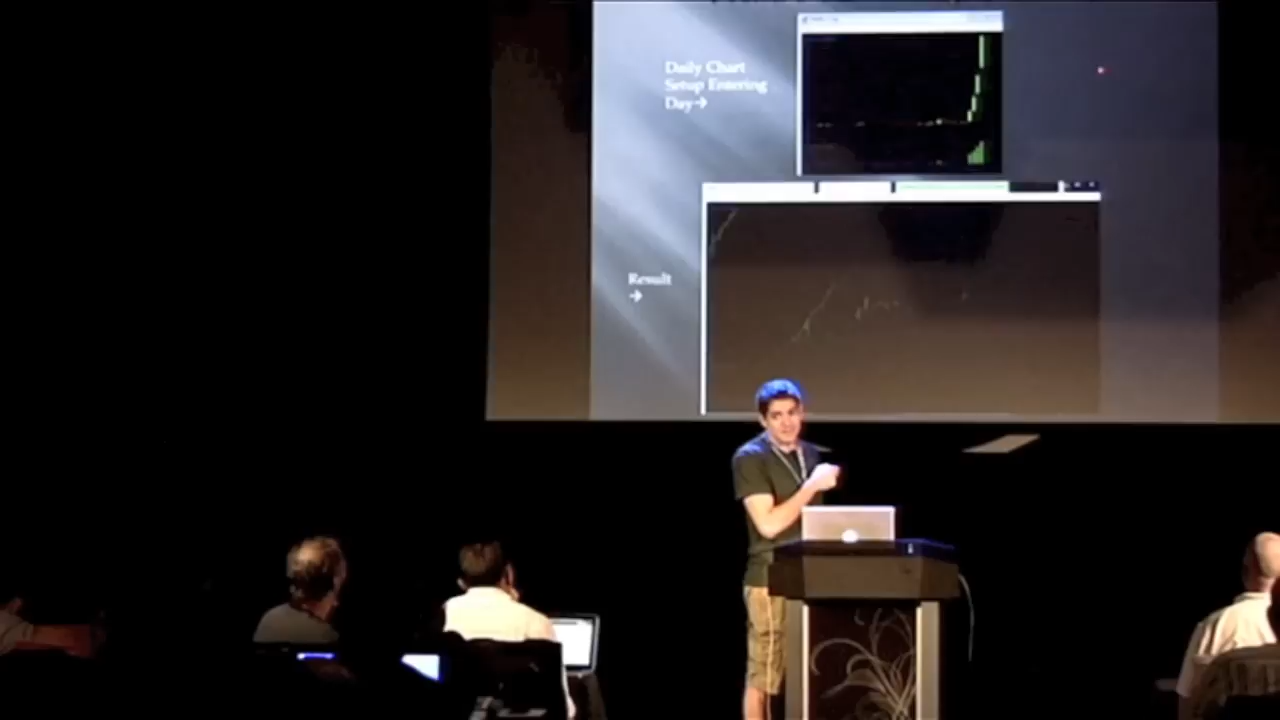 Daily Chart
Setup Entering
Day→
Result
→